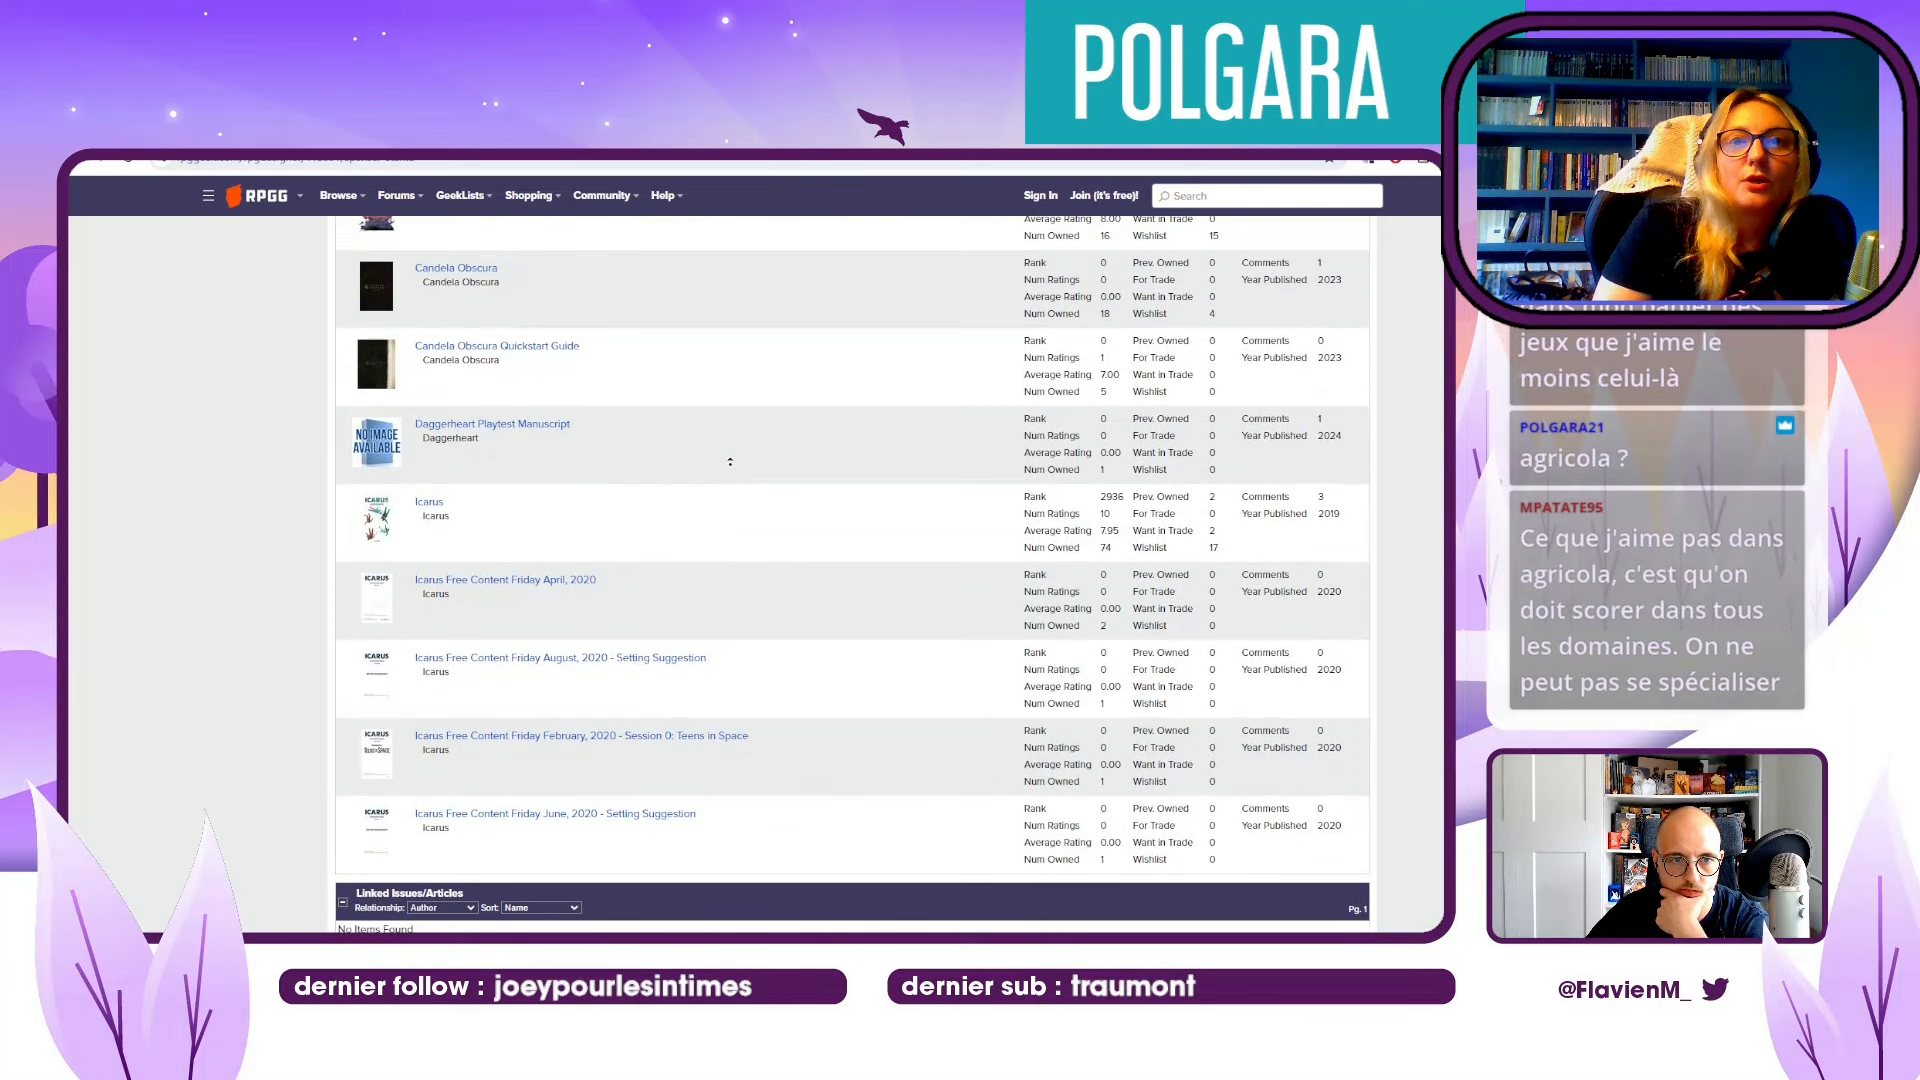 POLGARA
RPGG
Browse
Forums
GeekLists
Shopping
Community
Help
Sign In
Join (it's free)!
Search
Average Rating 8.00 Want in Trade 0
Num Owned 16 Wishlist 15
Candela Obscura
Candela Obscura
Rank 0 Prev. Owned 0 Comments 1
Num Ratings 0 For Trade 0 Year Published 2023
Average Rating 0.00 Want in Trade 0
Num Owned 18 Wishlist 4
Candela Obscura Quickstart Guide
Candela Obscura
Rank 0 Prev. Owned 0 Comments 0
Num Ratings 1 For Trade 0 Year Published 2023
Average Rating 7.00 Want in Trade 0
Num Owned 5 Wishlist 0
NO IMAGE
AVAILABLE
Daggerheart Playtest Manuscript
Daggerheart
Rank 0 Prev. Owned 0 Comments 1
Num Ratings 0 For Trade 0 Year Published 2024
Average Rating 0.00 Want in Trade 0
Num Owned 1 Wishlist 0
ICARUS
Icarus
Icarus
Rank 2936 Prev. Owned 2 Comments 3
Num Ratings 10 For Trade 0 Year Published 2019
Average Rating 7.95 Want in Trade 2
Num Owned 74 Wishlist 17
ICARUS
Icarus Free Content Friday April, 2020
Icarus
Rank 0 Prev. Owned 0 Comments 0
Num Ratings 0 For Trade 0 Year Published 2020
Average Rating 0.00 Want in Trade 0
Num Owned 2 Wishlist 0
ICARUS
Icarus Free Content Friday August, 2020 - Setting Suggestion
Icarus
Rank 0 Prev. Owned 0 Comments 0
Num Ratings 0 For Trade 0 Year Published 2020
Average Rating 0.00 Want in Trade 0
Num Owned 1 Wishlist 0
ICARUS
Icarus Free Content Friday February, 2020 - Session 0: Teens in Space
Icarus
Rank 0 Prev. Owned 0 Comments 0
Num Ratings 0 For Trade 0 Year Published 2020
Average Rating 0.00 Want in Trade 0
Num Owned 1 Wishlist 0
ICARUS
Icarus Free Content Friday June, 2020 - Setting Suggestion
Icarus
Rank 0 Prev. Owned 0 Comments 0
Num Ratings 0 For Trade 0 Year Published 2020
Average Rating 0.00 Want in Trade 0
Num Owned 1 Wishlist 0
Linked Issues/Articles
Relationship: Author Sort: Name
Pg. 1
No Items Found
jeux que j'aime le
moins celui-là
POLGARA21
agricola ?
MPATATE95
Ce que j'aime pas dans
agricola, c'est qu'on
doit scorer dans tous
les domaines. On ne
peut pas se spécialiser
dernier follow : joeypourlesintimes
dernier sub : traumont
@FlavienM_